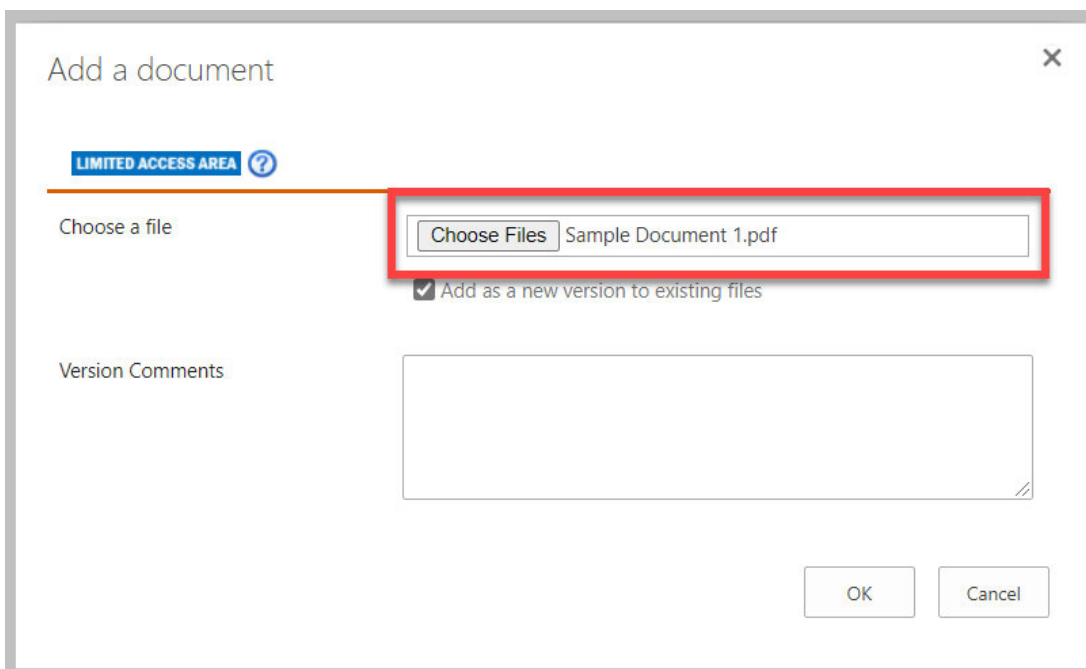 Add a document
LIMITED ACCESS AREA ?
Choose a file
Choose Files Sample Document 1.pdf
Add as a new version to existing files
Version Comments
OK Cancel